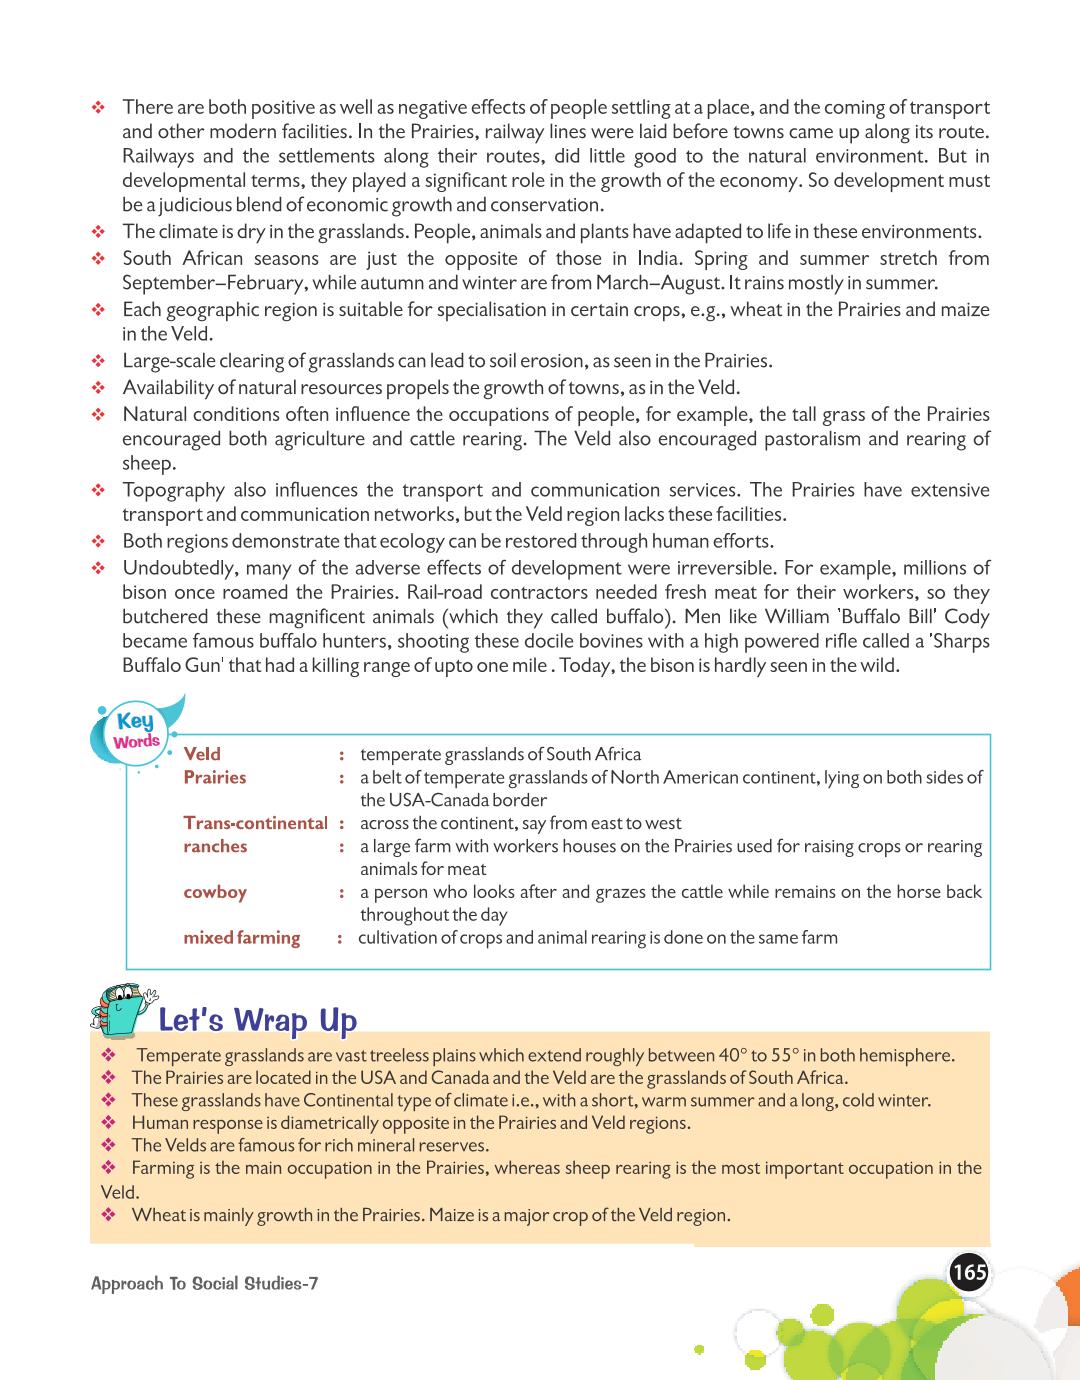 ❖ There are both positive as well as negative effects of people settling at a place, and the coming of transport
and other modern facilities. In the Prairies, railway lines were laid before towns came up along its route.
Railways and the settlements along their routes, did little good to the natural environment. But in
developmental terms, they played a significant role in the growth of the economy. So development must
be a judicious blend of economic growth and conservation.
❖ The climate is dry in the grasslands. People, animals and plants have adapted to life in these environments.
❖ South African seasons are just the opposite of those in India. Spring and summer stretch from
September–February, while autumn and winter are from March–August. It rains mostly in summer.
❖ Each geographic region is suitable for specialisation in certain crops, e.g., wheat in the Prairies and maize
in the Veld.
❖ Large-scale clearing of grasslands can lead to soil erosion, as seen in the Prairies.
❖ Availability of natural resources propels the growth of towns, as in the Veld.
❖ Natural conditions often influence the occupations of people, for example, the tall grass of the Prairies
encouraged both agriculture and cattle rearing. The Veld also encouraged pastoralism and rearing of
sheep.
❖ Topography also influences the transport and communication services. The Prairies have extensive
transport and communication networks, but the Veld region lacks these facilities.
❖ Both regions demonstrate that ecology can be restored through human efforts.
❖ Undoubtedly, many of the adverse effects of development were irreversible. For example, millions of
bison once roamed the Prairies. Rail-road contractors needed fresh meat for their workers, so they
butchered these magnificent animals (which they called buffalo). Men like William 'Buffalo Bill' Cody
became famous buffalo hunters, shooting these docile bovines with a high powered rifle called a 'Sharps
Buffalo Gun' that had a killing range of upto one mile . Today, the bison is hardly seen in the wild.
Key
Words
Veld : temperate grasslands of South Africa
Prairies : a belt of temperate grasslands of North American continent, lying on both sides of
the USA-Canada border
Trans-continental : across the continent, say from east to west
ranches : a large farm with workers houses on the Prairies used for raising crops or rearing
animals for meat
cowboy : a person who looks after and grazes the cattle while remains on the horse back
throughout the day
mixed farming : cultivation of crops and animal rearing is done on the same farm
Let's Wrap Up
❖ Temperate grasslands are vast treeless plains which extend roughly between 40° to 55° in both hemisphere.
❖ The Prairies are located in the USA and Canada and the Veld are the grasslands of South Africa.
❖ These grasslands have Continental type of climate i.e., with a short, warm summer and a long, cold winter.
❖ Human response is diametrically opposite in the Prairies and Veld regions.
❖ The Velds are famous for rich mineral reserves.
❖ Farming is the main occupation in the Prairies, whereas sheep rearing is the most important occupation in the
Veld.
❖ Wheat is mainly growth in the Prairies. Maize is a major crop of the Veld region.
Approach To Social Studies-7
165